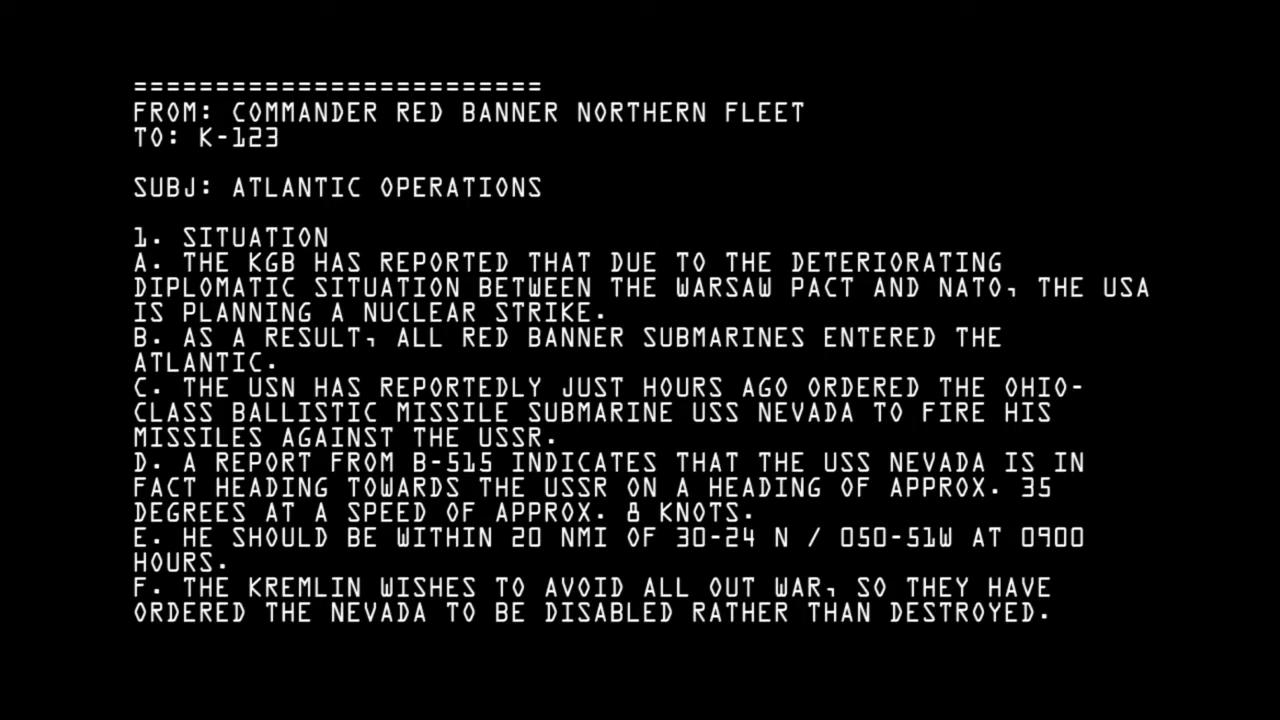 =========================
FROM: COMMANDER RED BANNER NORTHERN FLEET
TO: K-123
SUBJ: ATLANTIC OPERATIONS
1. SITUATION
A. THE KGB HAS REPORTED THAT DUE TO THE DETERIORATING
DIPLOMATIC SITUATION BETWEEN THE WARSAW PACT AND NATO, THE USA
IS PLANNING A NUCLEAR STRIKE.
B. AS A RESULT, ALL RED BANNER SUBMARINES ENTERED THE
ATLANTIC.
C. THE USN HAS REPORTEDLY JUST HOURS AGO ORDERED THE OHIO-
CLASS BALLISTIC MISSILE SUBMARINE USS NEVADA TO FIRE HIS
MISSILES AGAINST THE USSR.
D. A REPORT FROM B-515 INDICATES THAT THE USS NEVADA IS IN
FACT HEADING TOWARDS THE USSR ON A HEADING OF APPROX. 35
DEGREES AT A SPEED OF APPROX. 8 KNOTS.
E. HE SHOULD BE WITHIN 20 NMI OF 30-24 N / 050-51W AT 0900
HOURS.
F. THE KREMLIN WISHES TO AVOID ALL OUT WAR, SO THEY HAVE
ORDERED THE NEVADA TO BE DISABLED RATHER THAN DESTROYED.